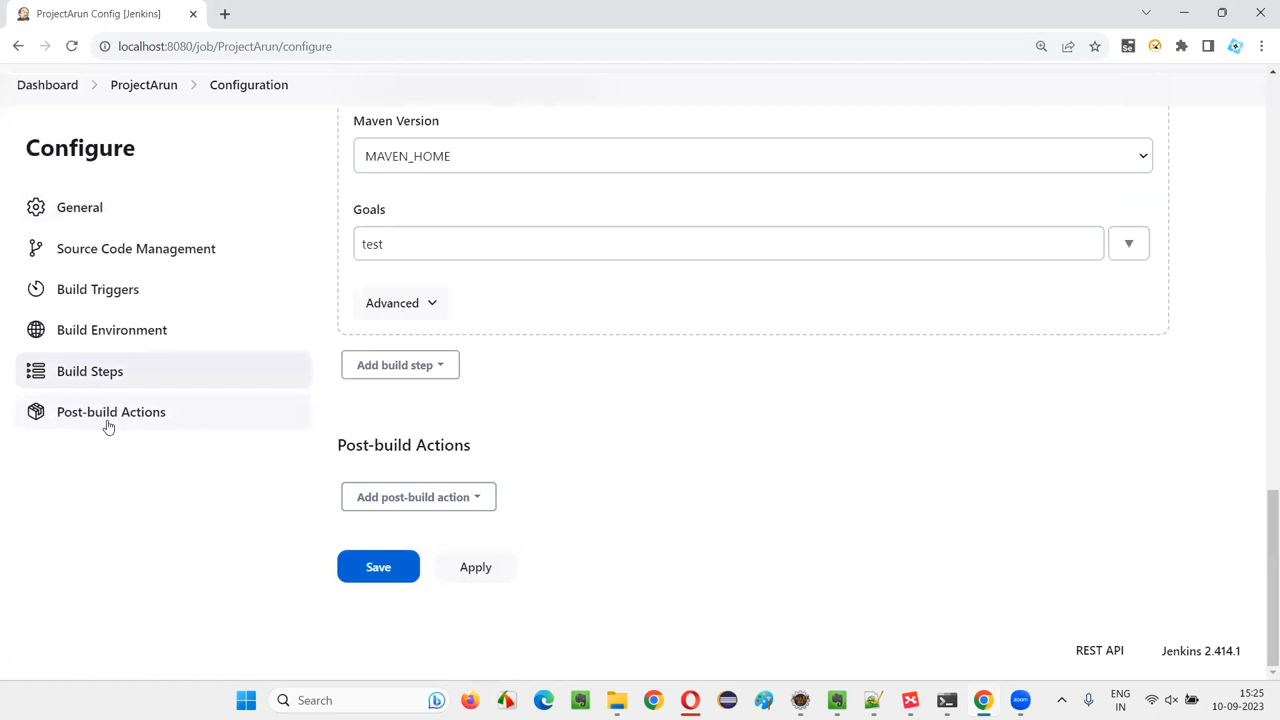 ProjectArun Config [Jenkins]
localhost:8080/job/ProjectArun/configure
Dashboard
ProjectArun
Configuration
Configure
General
Source Code Management
Build Triggers
Build Environment
Build Steps
Post-build Actions
Maven Version
MAVEN_HOME
Goals
test
Advanced
Add build step
Post-build Actions
Add post-build action
Save
Apply
REST API
Jenkins 2.414.1
Search
ENG
IN
15:25
10-09-2023